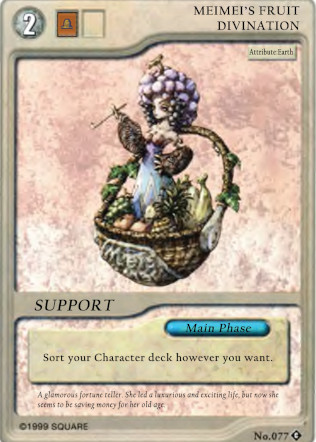 2
MEIMEI'S FRUIT
DIVINATION
Attribute:Earth
SUPPORT
Main Phase
Sort your Character deck however you want.
A glamorous fortune teller. She led a luxurious and exciting life, but now she
seems to be saving money for her old age.
©1999 SQUARE
No.077